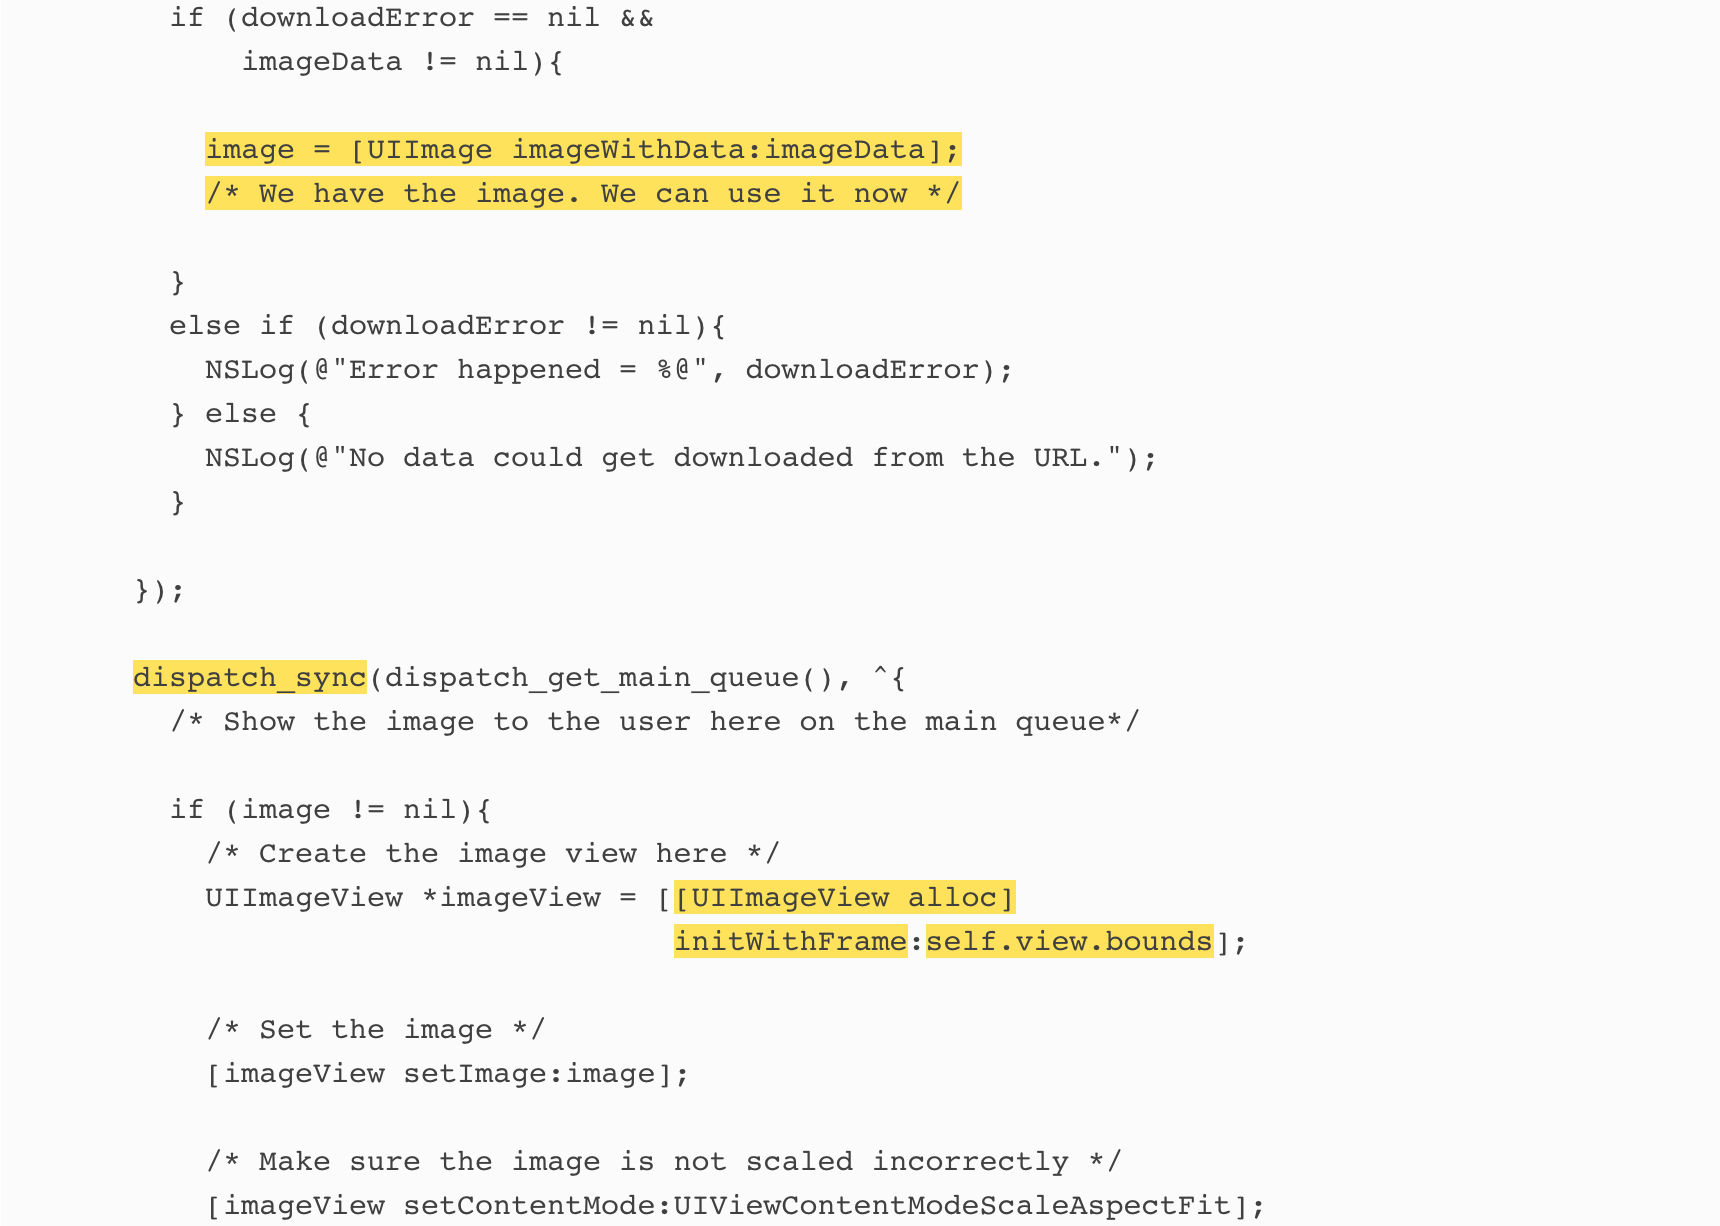 if (downloadError == nil &&
imageData != nil){
image = [UIImage imageWithData:imageData];
/* We have the image. We can use it now */
}
else if (downloadError != nil){
NSLog(@"Error happened = %@", downloadError);
} else {
NSLog(@"No data could get downloaded from the URL.");
}
});
dispatch_sync(dispatch_get_main_queue(), ^{
/* Show the image to the user here on the main queue*/
if (image != nil){
/* Create the image view here */
UIImageView *imageView = [[UIImageView alloc]
initWithFrame:self.view.bounds];
/* Set the image */
[imageView setImage:image];
/* Make sure the image is not scaled incorrectly */
[imageView setContentMode:UIViewContentModeScaleAspectFit];